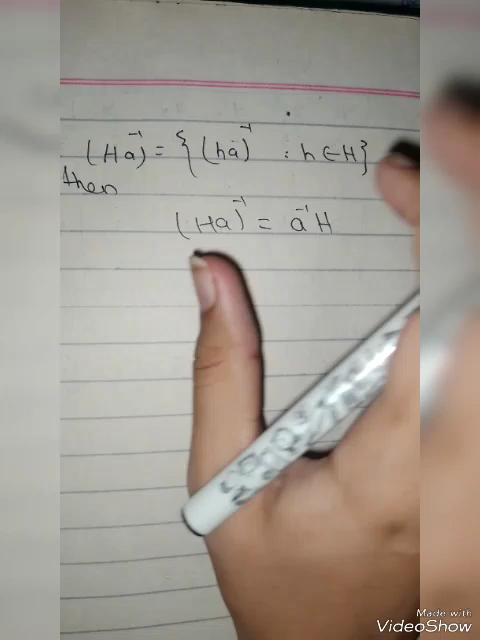 (Ha)⁻¹ = {(ha)⁻¹ : h ∈ H}
then
(Ha)⁻¹ = a⁻¹H
Made with
VideoShow